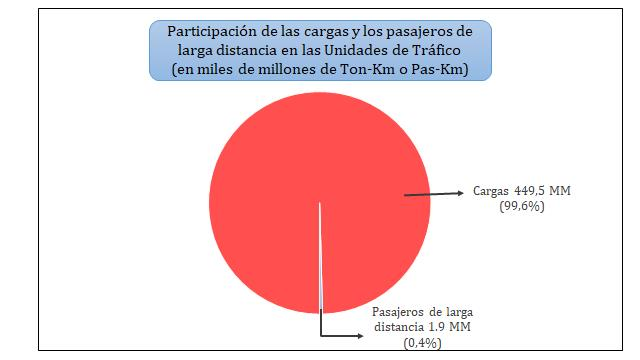 Participación de las cargas y los pasajeros de
larga distancia en las Unidades de Tráfico
(en miles de millones de Ton-Km o Pas-Km)
Cargas 449,5 MM
(99,6%)
Pasajeros de larga
distancia 1.9 MM
(0,4%)